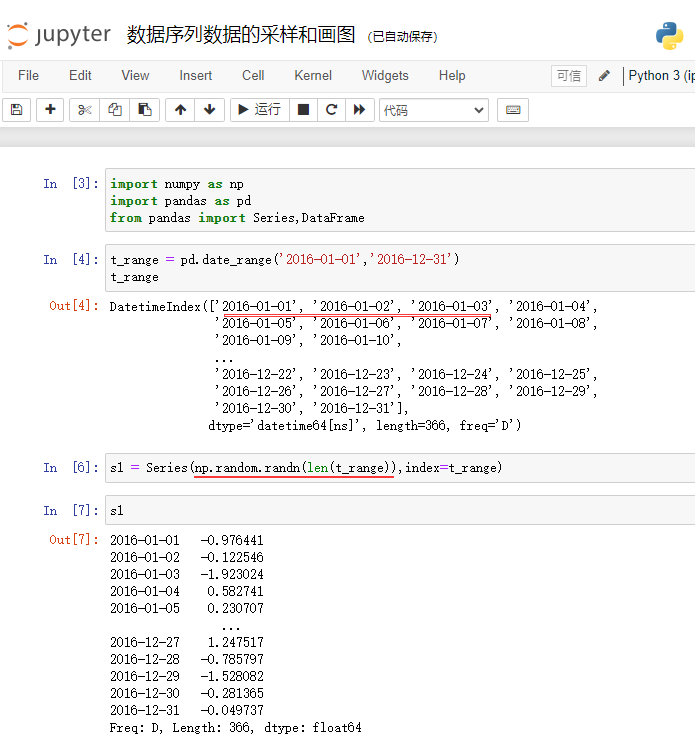 jupyter 数据序列数据的采样和画图 (已自动保存)
File Edit View Insert Cell Kernel Widgets Help 可信 Python 3 (ip
运行 代码
In [3]: import numpy as np
import pandas as pd
from pandas import Series,DataFrame
In [4]: t_range = pd.date_range('2016-01-01','2016-12-31')
t_range
Out[4]: DatetimeIndex(['2016-01-01', '2016-01-02', '2016-01-03', '2016-01-04',
'2016-01-05', '2016-01-06', '2016-01-07', '2016-01-08',
'2016-01-09', '2016-01-10',
...
'2016-12-22', '2016-12-23', '2016-12-24', '2016-12-25',
'2016-12-26', '2016-12-27', '2016-12-28', '2016-12-29',
'2016-12-30', '2016-12-31'],
dtype='datetime64[ns]', length=366, freq='D')
In [6]: s1 = Series(np.random.randn(len(t_range)),index=t_range)
In [7]: s1
Out[7]: 2016-01-01 -0.976441
2016-01-02 -0.122546
2016-01-03 -1.923024
2016-01-04 0.582741
2016-01-05 0.230707
...
2016-12-27 1.247517
2016-12-28 -0.785797
2016-12-29 -1.528082
2016-12-30 -0.281365
2016-12-31 -0.049737
Freq: D, Length: 366, dtype: float64